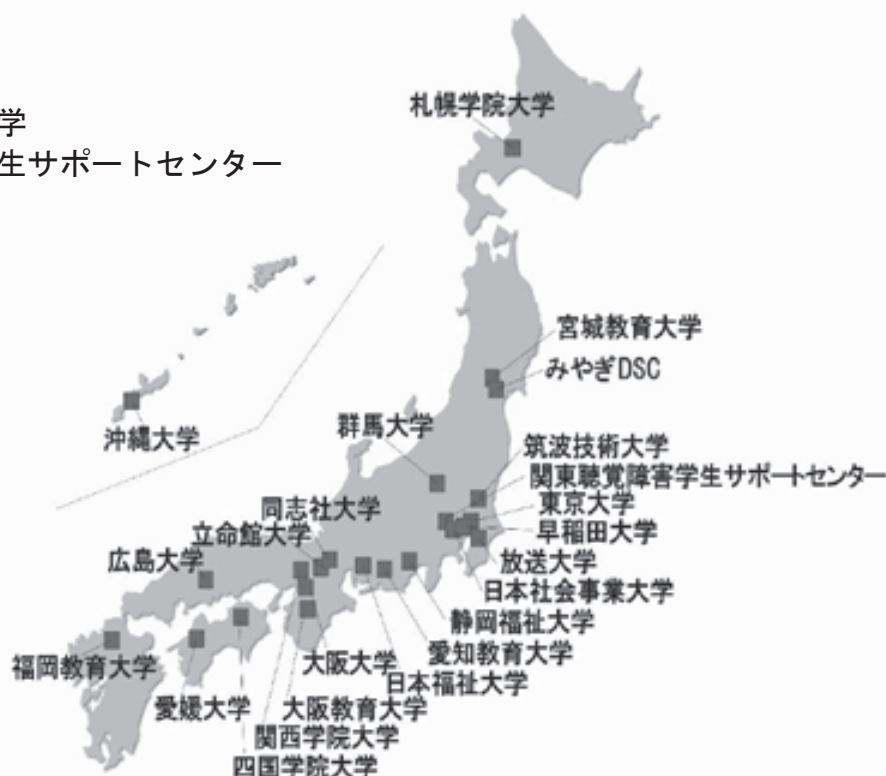 学
生サポートセンター
札幌学院大学
宮城教育大学
みやぎDSC
沖縄大学
群馬大学
筑波技術大学
関東聴覚障害学生サポートセンター
同志社大学
東京大学
立命館大学
早稲田大学
広島大学
放送大学
日本社会事業大学
静岡福祉大学
愛知教育大学
福岡教育大学
大阪大学
日本福祉大学
愛媛大学
大阪教育大学
関西学院大学
四国学院大学